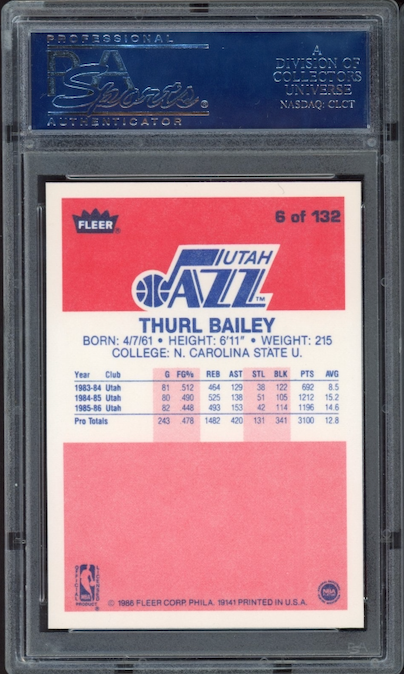 PROFESSIONAL
PSA
Sports®
AUTHENTICATOR
A
DIVISION OF
COLLECTORS
UNIVERSE
NASDAQ: CLCT
FLEER®
6 of 132
UTAH
JAZZ™
THURL BAILEY
BORN: 4/7/61 • HEIGHT: 6'11" • WEIGHT: 215
COLLEGE: N. CAROLINA STATE U.
Year Club G FG% REB AST STL BLK PTS AVG
1983-84 Utah 81 .512 464 129 38 122 692 8.5
1984-85 Utah 80 .490 525 138 51 105 1212 15.2
1985-86 Utah 82 .448 493 153 42 114 1196 14.6
Pro Totals 243 .478 1482 420 131 341 3100 12.8
NBA
© 1986 FLEER CORP. PHILA. 19141 PRINTED IN U.S.A.